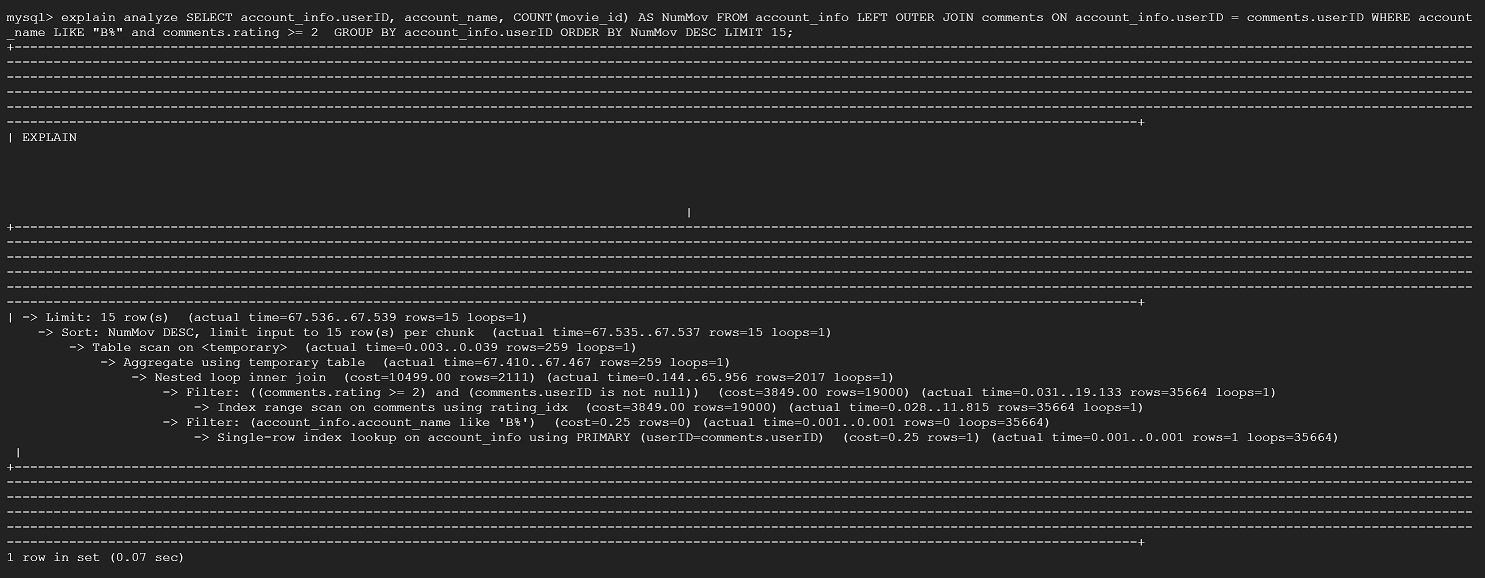 mysql> explain analyze SELECT account_info.userID, account_name, COUNT(movie_id) AS NumMov FROM account_info LEFT OUTER JOIN comments ON account_info.userID = comments.userID WHERE account
_name LIKE "B%" and comments.rating >= 2  GROUP BY account_info.userID ORDER BY NumMov DESC LIMIT 15;
| EXPLAIN
|
| -> Limit: 15 row(s)  (actual time=67.536..67.539 rows=15 loops=1)
    -> Sort: NumMov DESC, limit input to 15 row(s) per chunk  (actual time=67.535..67.537 rows=15 loops=1)
        -> Table scan on <temporary>  (actual time=0.003..0.039 rows=259 loops=1)
            -> Aggregate using temporary table  (actual time=67.410..67.467 rows=259 loops=1)
                -> Nested loop inner join  (cost=10499.00 rows=2111) (actual time=0.144..65.956 rows=2017 loops=1)
                    -> Filter: ((comments.rating >= 2) and (comments.userID is not null))  (cost=3849.00 rows=19000) (actual time=0.031..19.133 rows=35664 loops=1)
                        -> Index range scan on comments using rating_idx  (cost=3849.00 rows=19000) (actual time=0.028..11.815 rows=35664 loops=1)
                    -> Filter: (account_info.account_name like 'B%')  (cost=0.25 rows=0) (actual time=0.001..0.001 rows=0 loops=35664)
                        -> Single-row index lookup on account_info using PRIMARY (userID=comments.userID)  (cost=0.25 rows=1) (actual time=0.001..0.001 rows=1 loops=35664)
 |
1 row in set (0.07 sec)